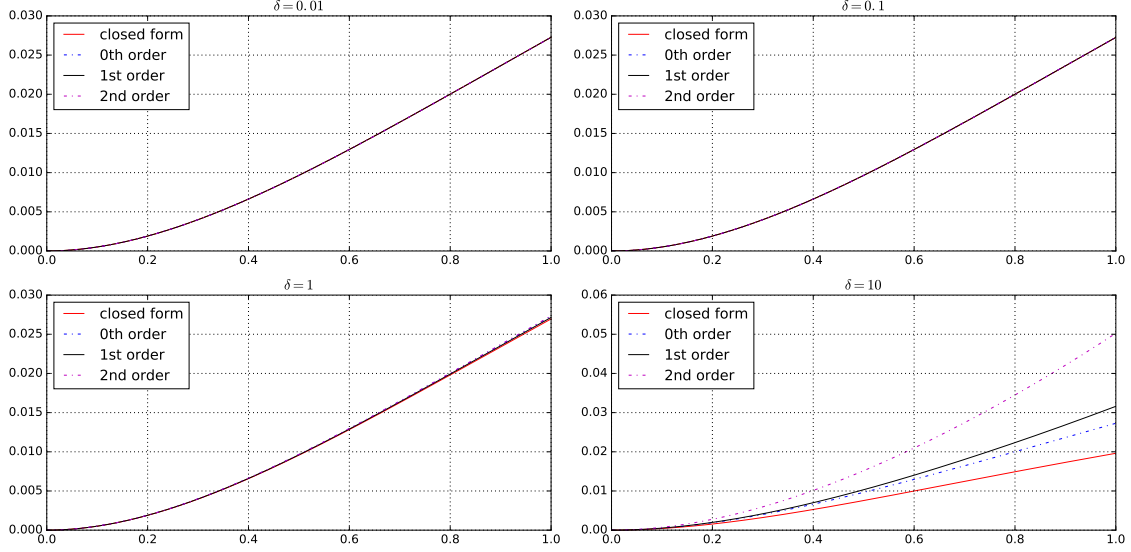 δ = 0.01
0.030
0.025
0.020
0.015
0.010
0.005
0.000
closed form
0th order
1st order
2nd order
0.0 0.2 0.4 0.6 0.8 1.0
δ = 0.1
0.030
0.025
0.020
0.015
0.010
0.005
0.000
closed form
0th order
1st order
2nd order
0.0 0.2 0.4 0.6 0.8 1.0
δ = 1
0.030
0.025
0.020
0.015
0.010
0.005
0.000
closed form
0th order
1st order
2nd order
0.0 0.2 0.4 0.6 0.8 1.0
δ = 10
0.06
0.05
0.04
0.03
0.02
0.01
0.00
closed form
0th order
1st order
2nd order
0.0 0.2 0.4 0.6 0.8 1.0